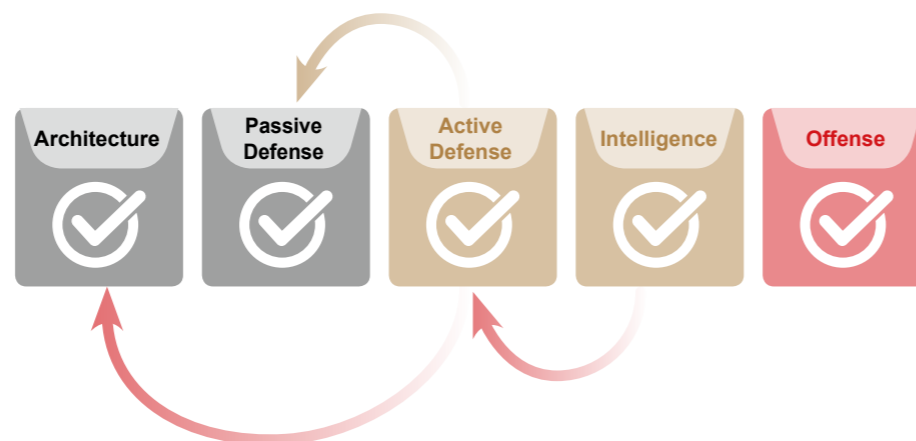 Architecture
Passive
Defense
Active
Defense
Intelligence
Offense